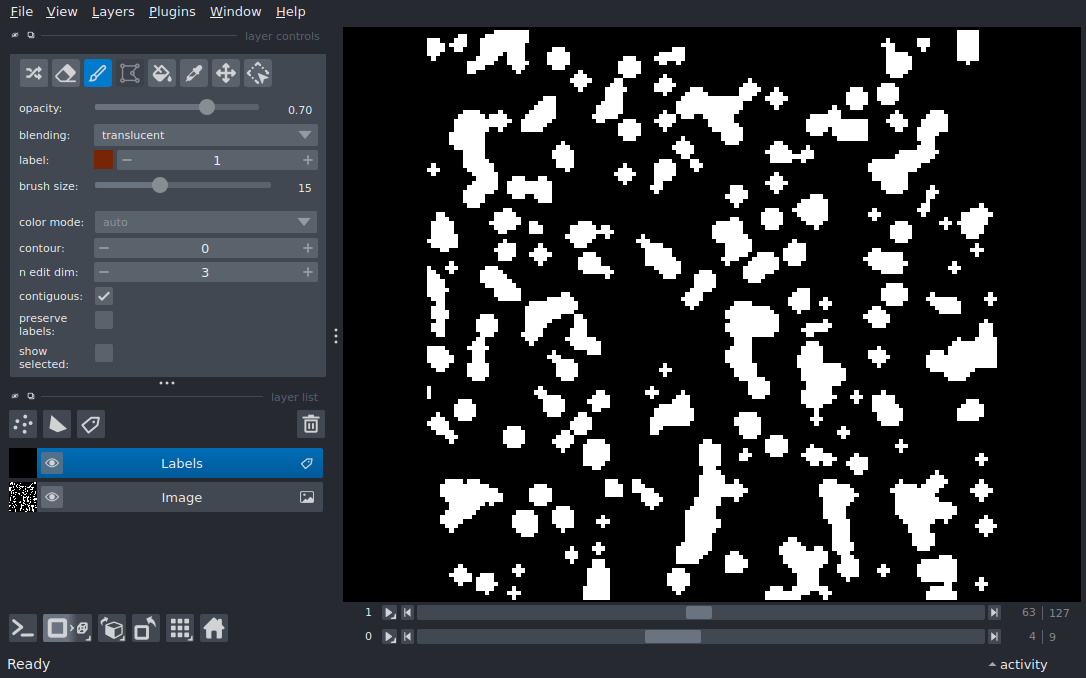 File View Layers Plugins Window Help
layer controls
opacity: 0.70
blending: translucent
label: 1
brush size: 15
color mode: auto
contour: 0
n edit dim: 3
contiguous:
preserve
labels:
show
selected:
layer list
Labels
Image
1 63 127
0 4 9
Ready activity